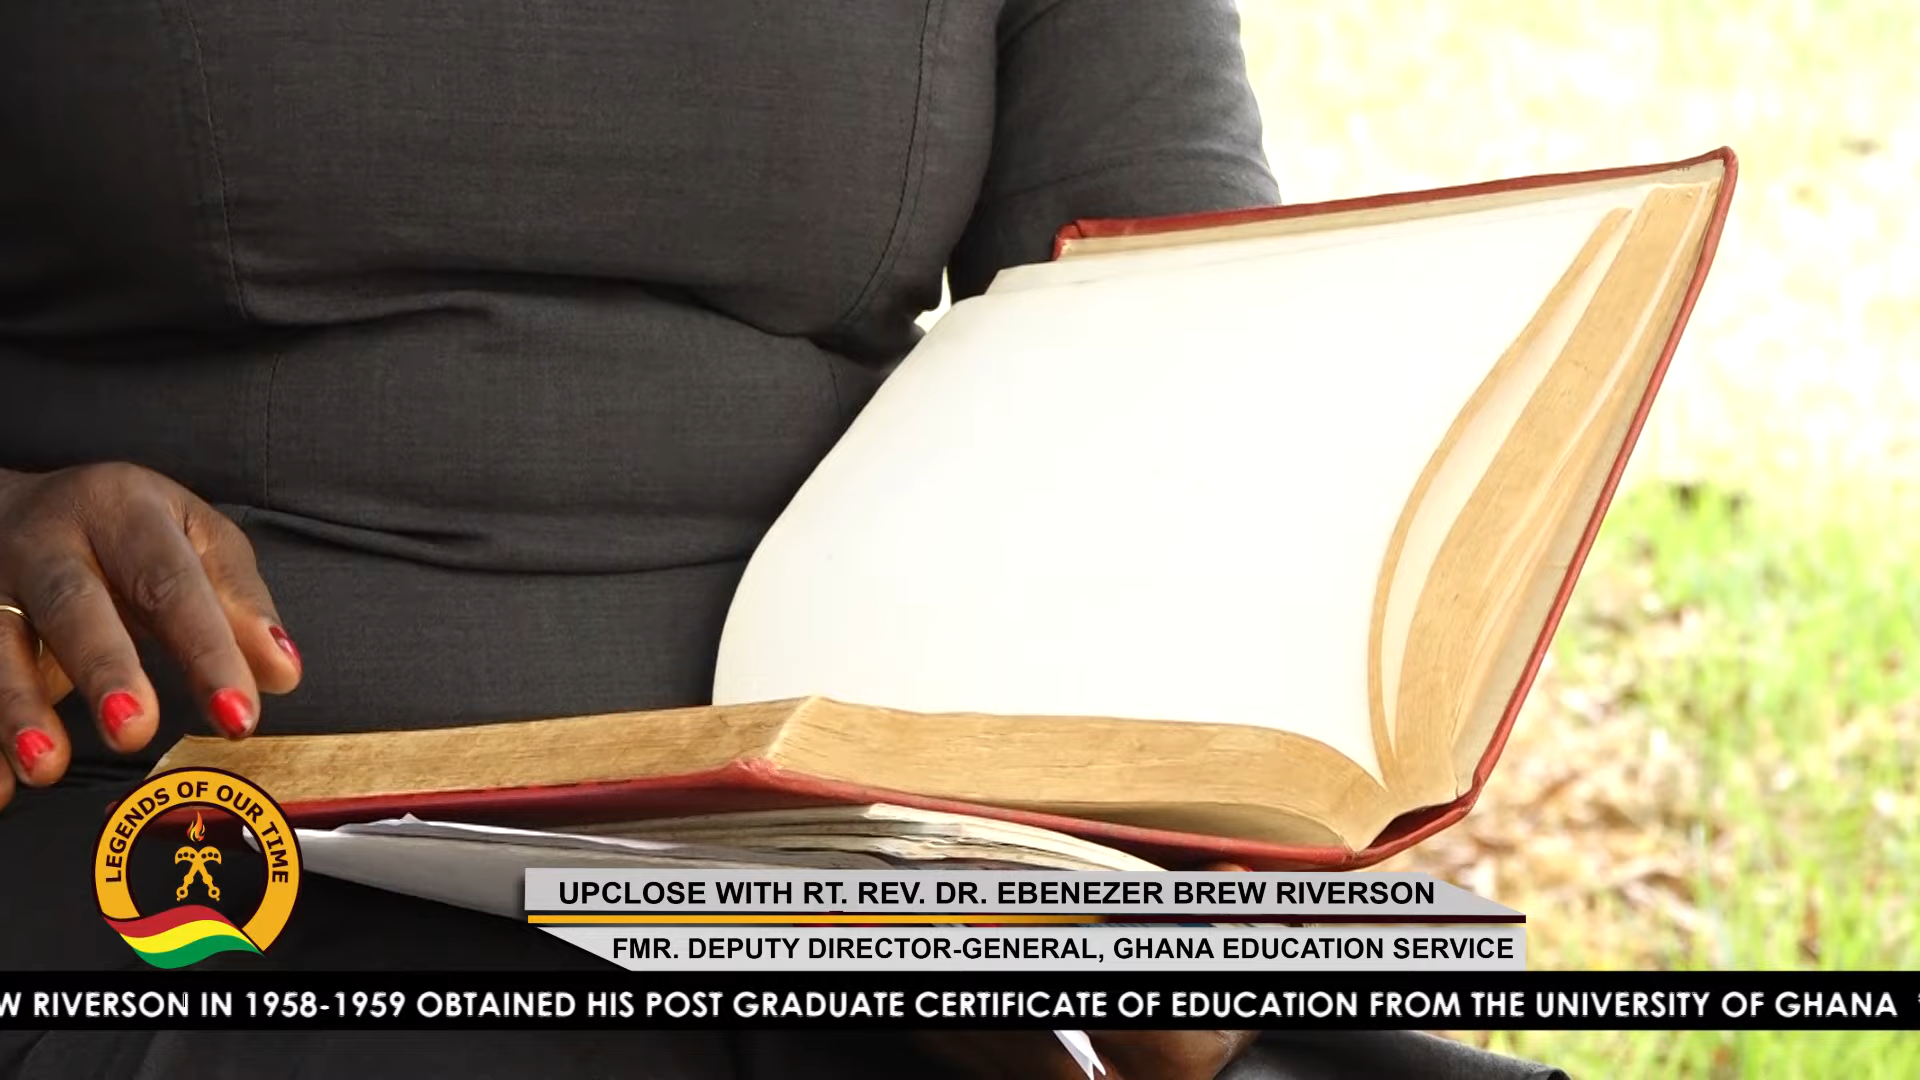 LEGENDS OF OUR TIME
UPCLOSE WITH RT. REV. DR. EBENEZER BREW RIVERSON
FMR. DEPUTY DIRECTOR-GENERAL, GHANA EDUCATION SERVICE
W RIVERSON IN 1958-1959 OBTAINED HIS POST GRADUATE CERTIFICATE OF EDUCATION FROM THE UNIVERSITY OF GHANA